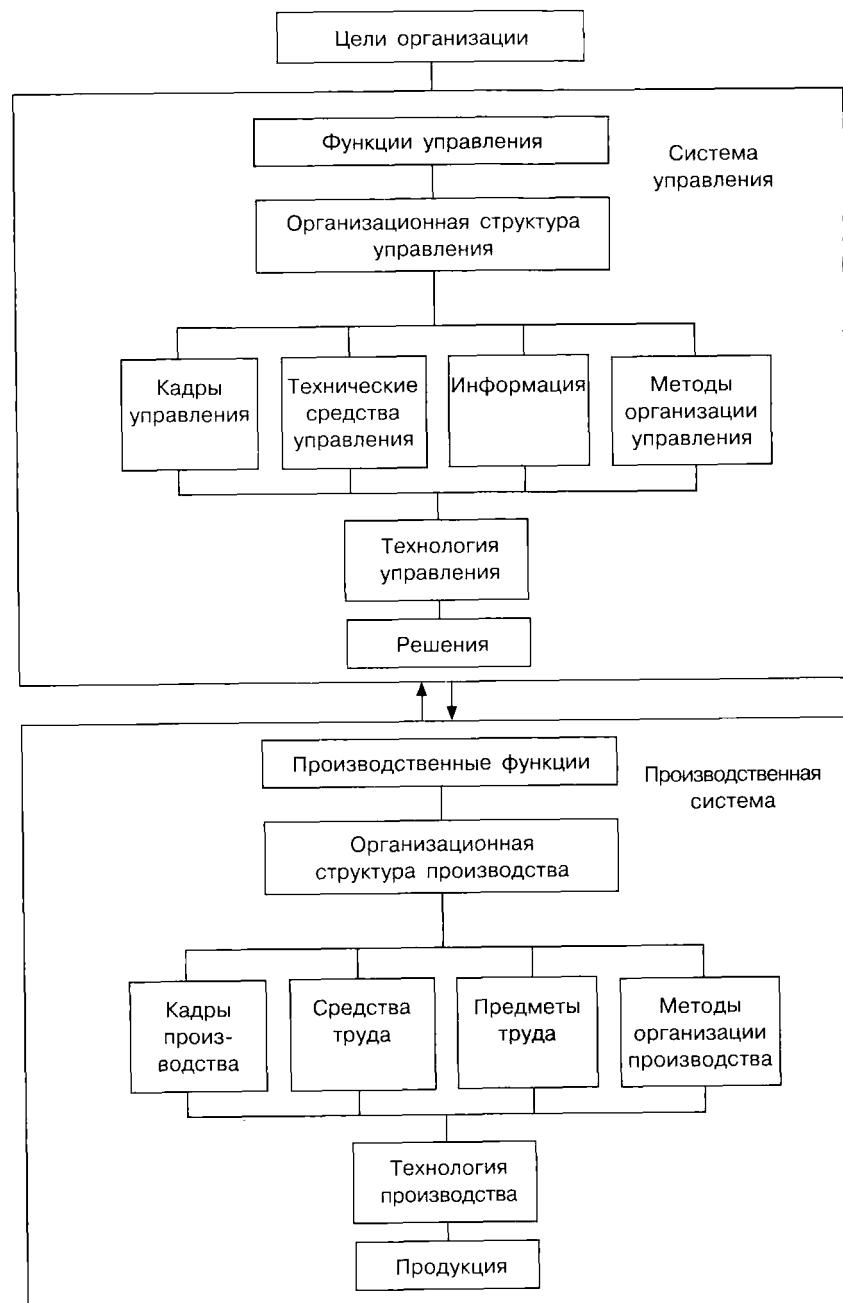 Цели организации
Функции управления
Система
управления
Организационная структура
управления
Кадры
управления
Технические
средства
управления
Информация
Методы
организации
управления
Технология
управления
Решения
Производственные функции
Производственная
система
Организационная
структура производства
Кадры
произ-
водства
Средства
труда
Предметы
труда
Методы
организации
производства
Технология
производства
Продукция